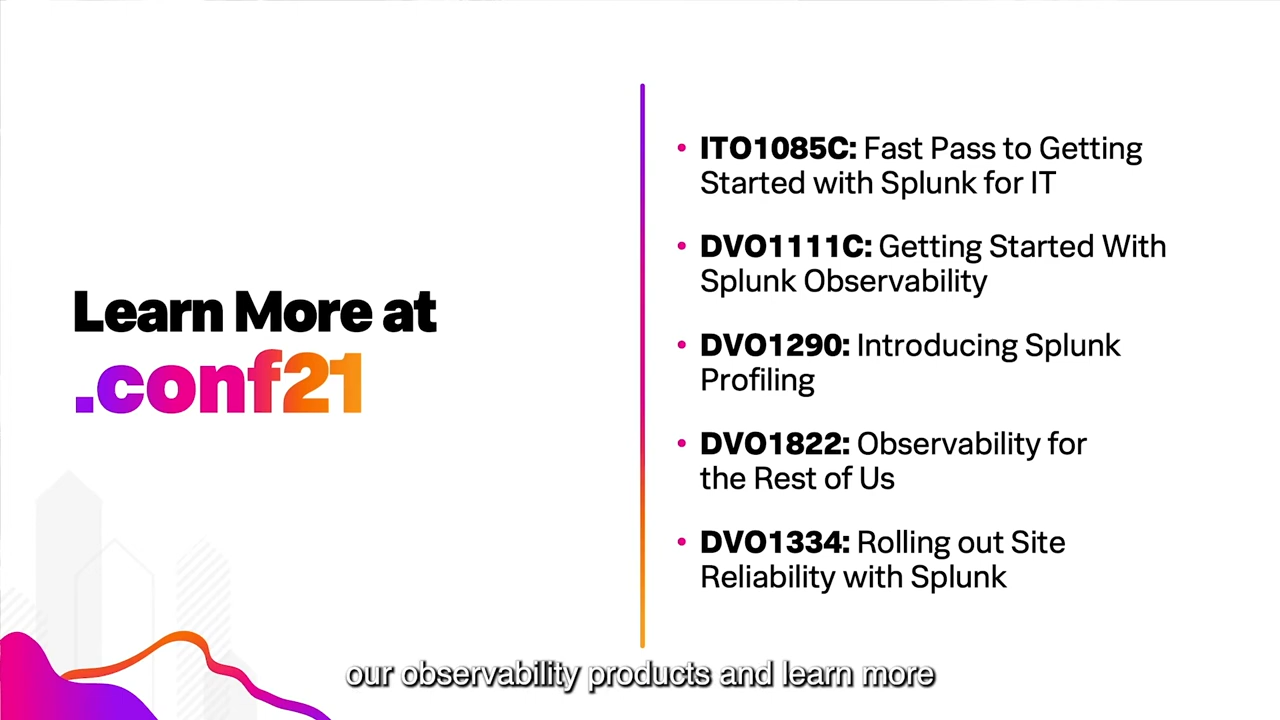 Learn More at
.conf21
• ITO1085C: Fast Pass to Getting
Started with Splunk for IT
• DVO1111C: Getting Started With
Splunk Observability
• DVO1290: Introducing Splunk
Profiling
• DVO1822: Observability for
the Rest of Us
• DVO1334: Rolling out Site
Reliability with Splunk
our observability products and learn more